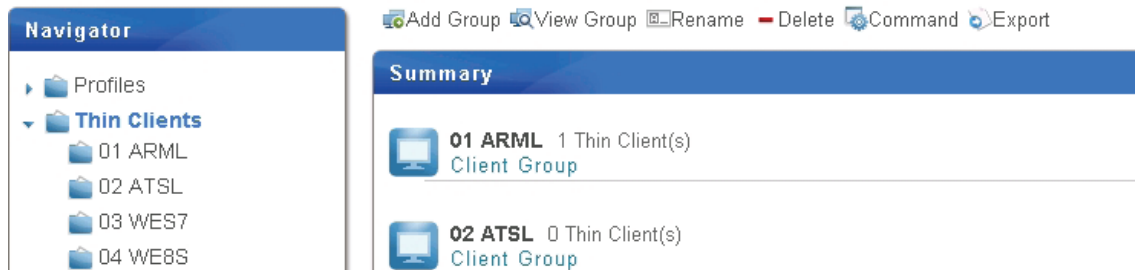 Navigator
Profiles
Thin Clients
01 ARML
02 ATSL
03 WES7
04 WE8S
Add Group View Group Rename Delete Command Export
Summary
01 ARML 1 Thin Client(s)
Client Group
02 ATSL 0 Thin Client(s)
Client Group